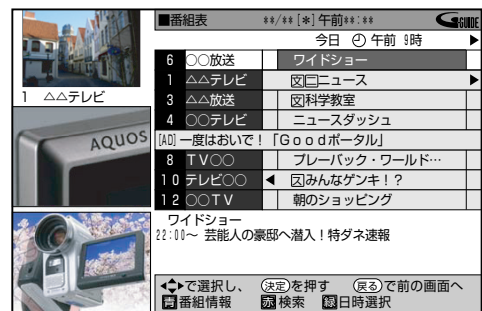 ■番組表 **/**[*]午前**:** G-GUIDE
今日 午前 9時 ▶
6 ○○放送 ワイドショー
1 △△テレビ 文二ニュース ▶
3 △△放送 文科学教室
4 ○○テレビ ニュースダッシュ
[AD]一度はおいで!「Goodポータル」
8 TV○○ プレーバック・ワールド…
10 テレビ○○ ◀ ス みんなゲンキ!?
12 ○○TV 朝のショッピング
ワイドショー
22:00~ 芸能人の豪邸へ潜入!特ダネ速報
で選択し、 決定を押す 戻るで前の画面へ
青番組情報 赤検索 緑日時選択
1 △△テレビ
AQUOS